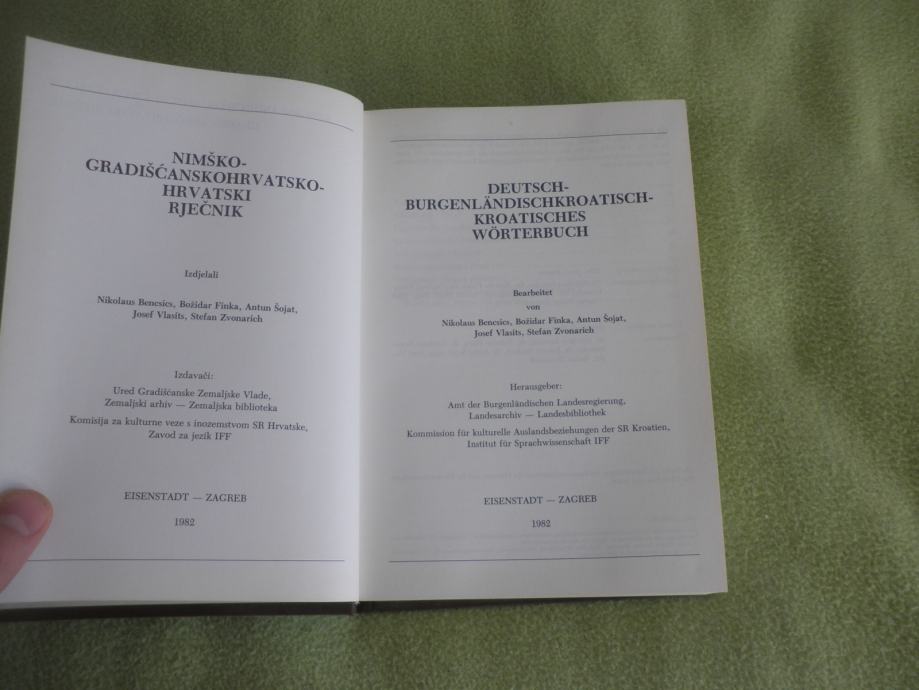 NIMŠKO-
GRADIŠĆANSKOHRVATSKO-
HRVATSKI
RJEČNIK
Izdjelali
Nikolaus Bencsics, Božidar Finka, Antun Šojat,
Josef Vlasits, Stefan Zvonarich
Izdavači:
Ured Gradišćanske Zemaljske Vlade,
Zemaljski arhiv — Zemaljska biblioteka
Komisija za kulturne veze s inozemstvom SR Hrvatske,
Zavod za jezik IFF
EISENSTADT — ZAGREB
1982
DEUTSCH-
BURGENLÄNDISCHKROATISCH-
KROATISCHES
WÖRTERBUCH
Bearbeitet
von
Nikolaus Bencsics, Božidar Finka, Antun Šojat,
Josef Vlasits, Stefan Zvonarich
Herausgeber:
Amt der Burgenländischen Landesregierung,
Landesarchiv — Landesbibliothek
Kommission für kulturelle Auslandsbeziehungen der SR Kroatien,
Institut für Sprachwissenschaft IFF
EISENSTADT — ZAGREB
1982